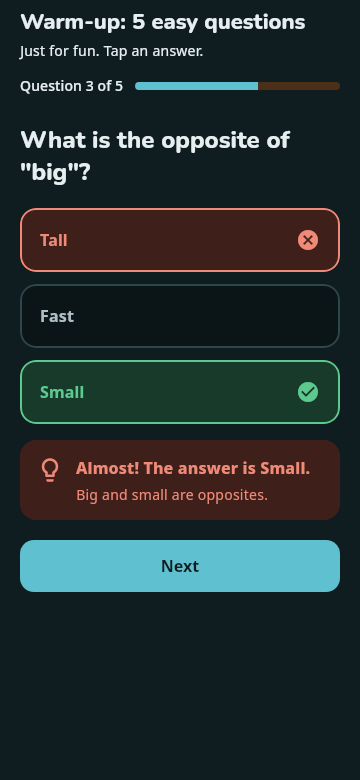 Warm-up: 5 easy questions
Just for fun. Tap an answer.
Question 3 of 5
What is the opposite of
"big"?
Tall
Fast
Small
Almost! The answer is Small.
Big and small are opposites.
Next